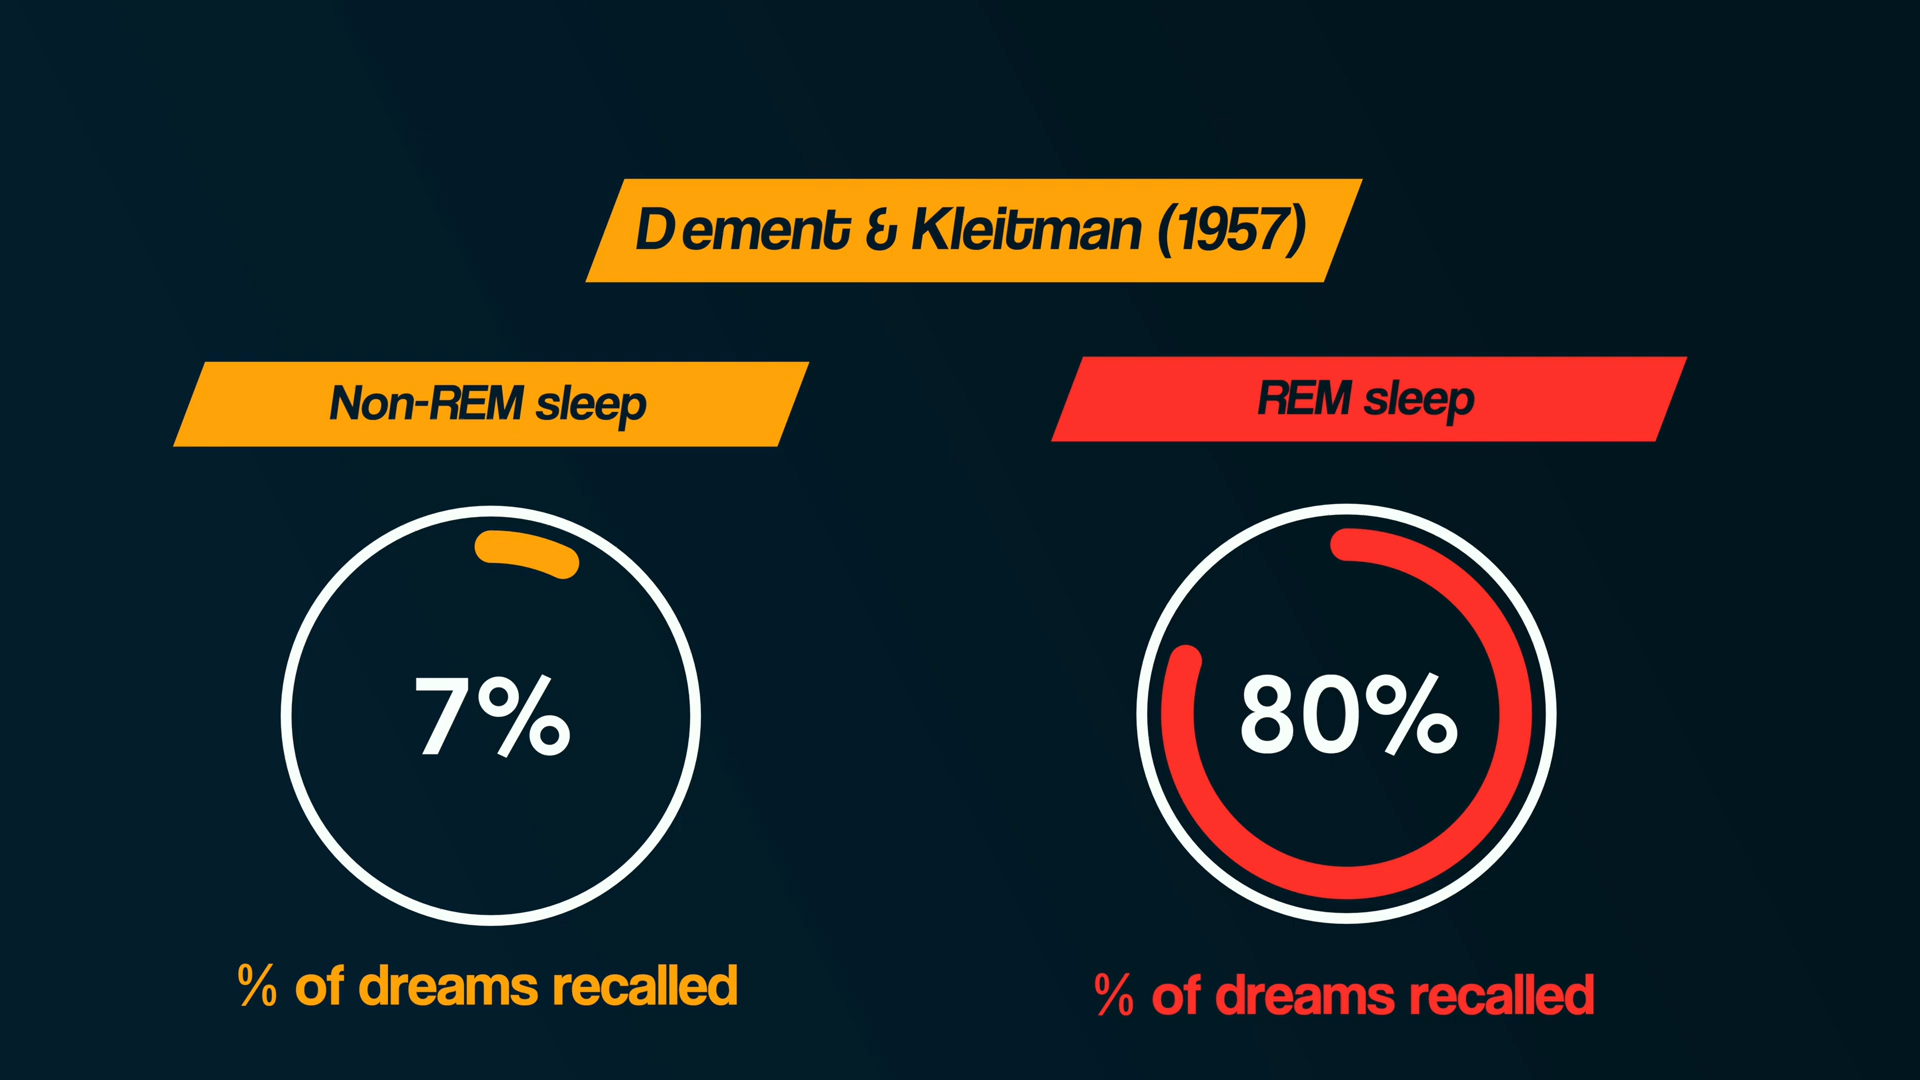 Dement & Kleitman (1957)
Non-REM sleep
REM sleep
7%
80%
% of dreams recalled
% of dreams recalled